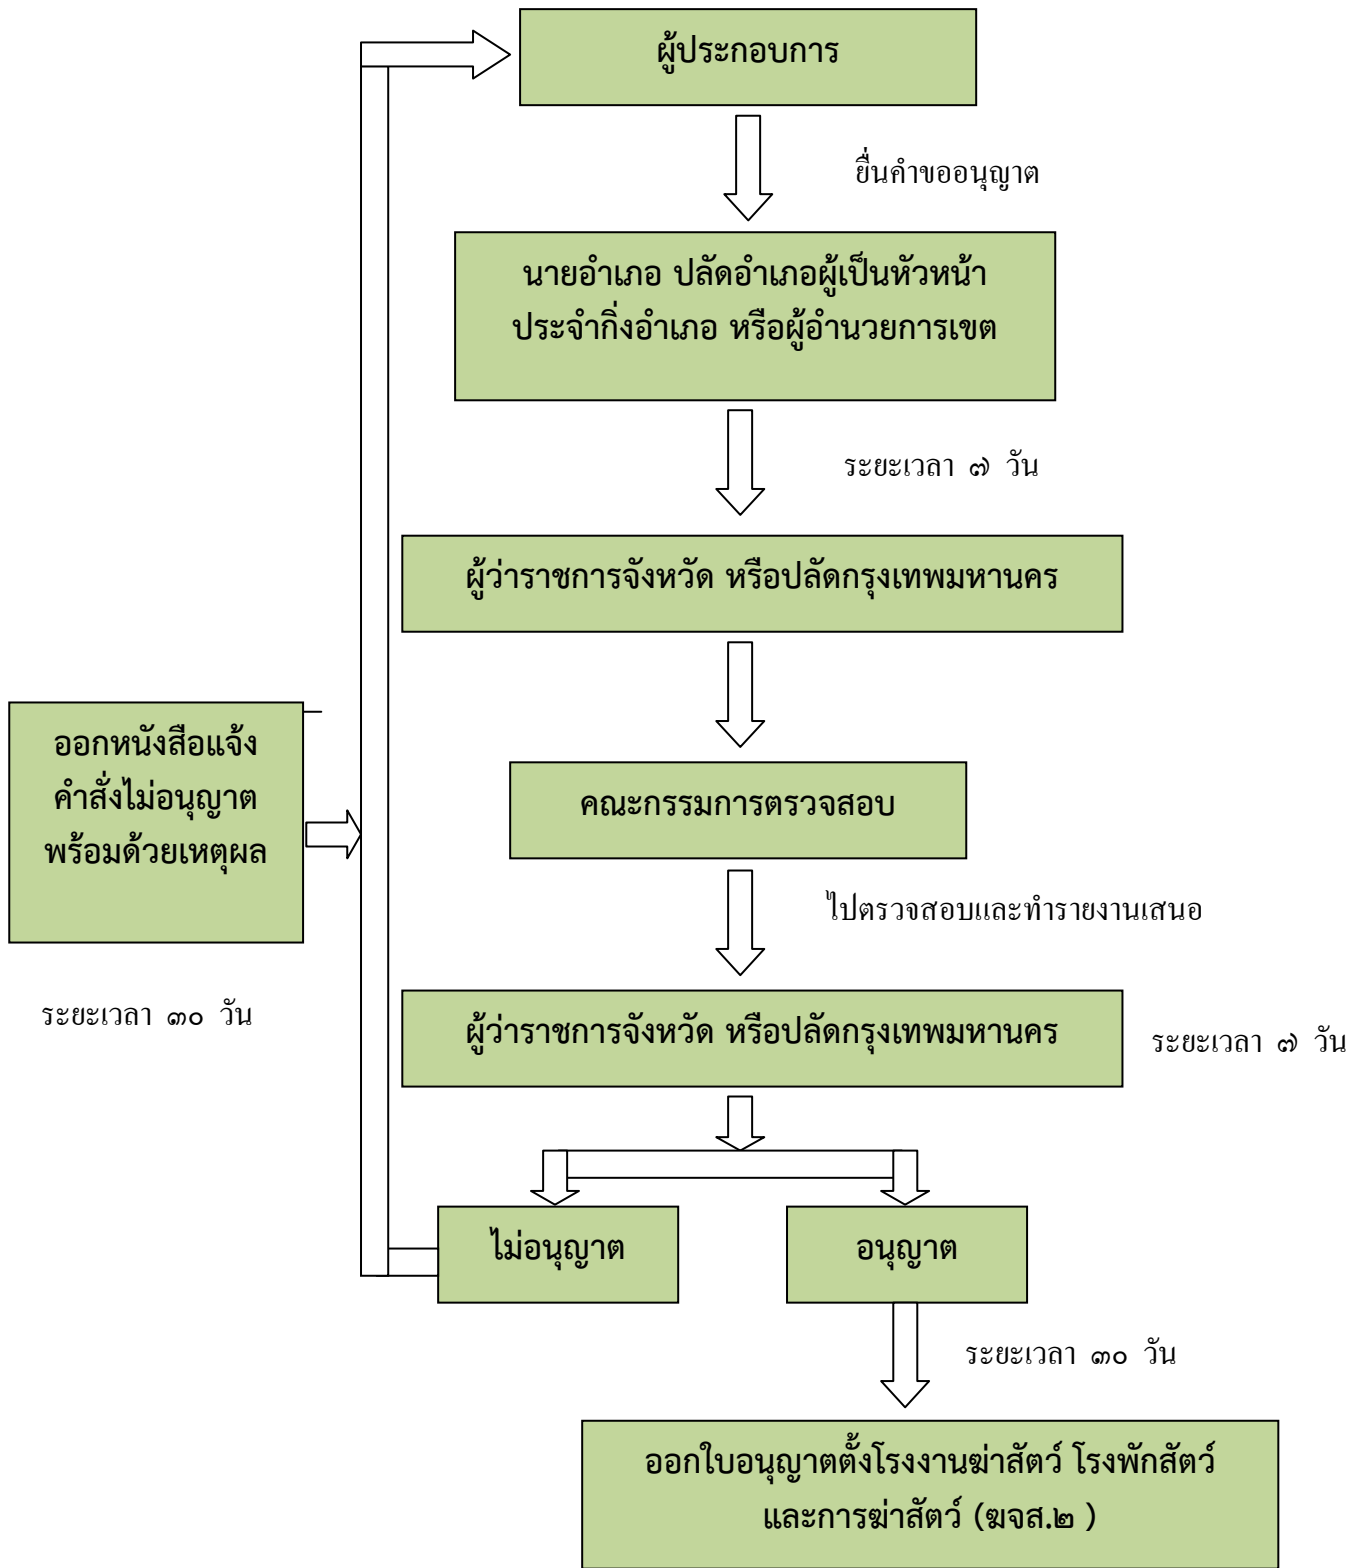 ผู้ประกอบการ
ยื่นคำขออนุญาต
นายอำเภอ ปลัดอำเภอผู้เป็นหัวหน้า
ประจำกิ่งอำเภอ หรือผู้อำนวยการเขต
ระยะเวลา ๗ วัน
ผู้ว่าราชการจังหวัด หรือปลัดกรุงเทพมหานคร
ออกหนังสือแจ้ง
คำสั่งไม่อนุญาต
พร้อมด้วยเหตุผล
ระยะเวลา ๓๐ วัน
คณะกรรมการตรวจสอบ
ไปตรวจสอบและทำรายงานเสนอ
ผู้ว่าราชการจังหวัด หรือปลัดกรุงเทพมหานคร
ระยะเวลา ๗ วัน
ไม่อนุญาต
อนุญาต
ระยะเวลา ๓๐ วัน
ออกใบอนุญาตตั้งโรงงานฆ่าสัตว์ โรงพักสัตว์
และการฆ่าสัตว์ (ฆจส.๒ )